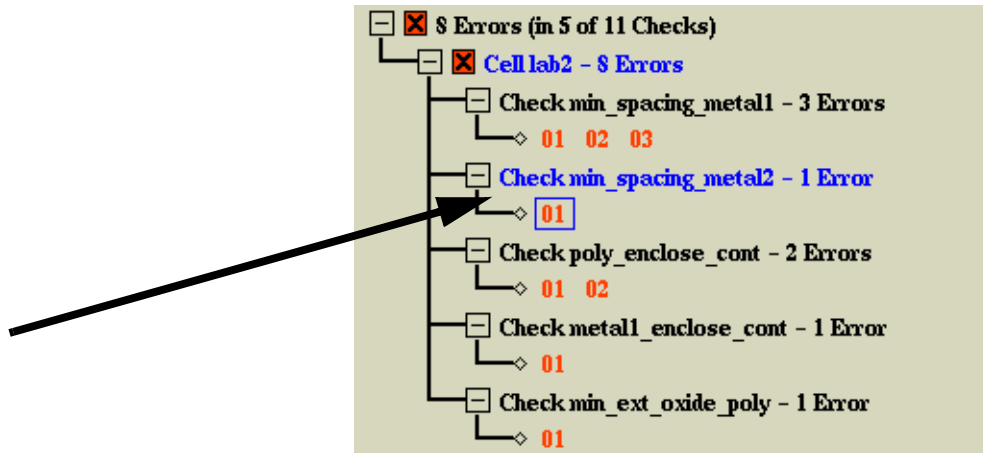 8 Errors (in 5 of 11 Checks)
Cell lab2 – 8 Errors
Check min_spacing_metal1 – 3 Errors
01 02 03
Check min_spacing_metal2 – 1 Error
01
Check poly_enclose_cont – 2 Errors
01 02
Check metal1_enclose_cont – 1 Error
01
Check min_ext_oxide_poly – 1 Error
01